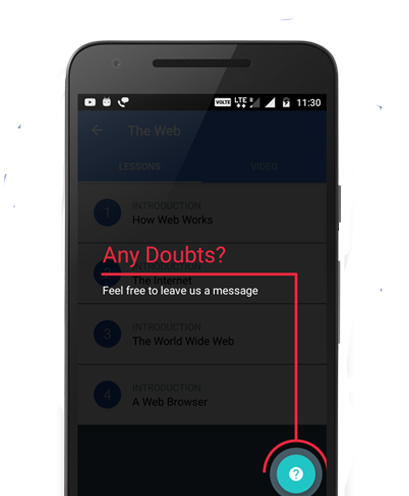 VOLTE LTE 11:30
The Web
LESSONS VIDEO
1 INTRODUCTION
How Web Works
Any Doubts?
2 INTRODUCTION
The Internet
Feel free to leave us a message
3 INTRODUCTION
The World Wide Web
4 INTRODUCTION
A Web Browser
?